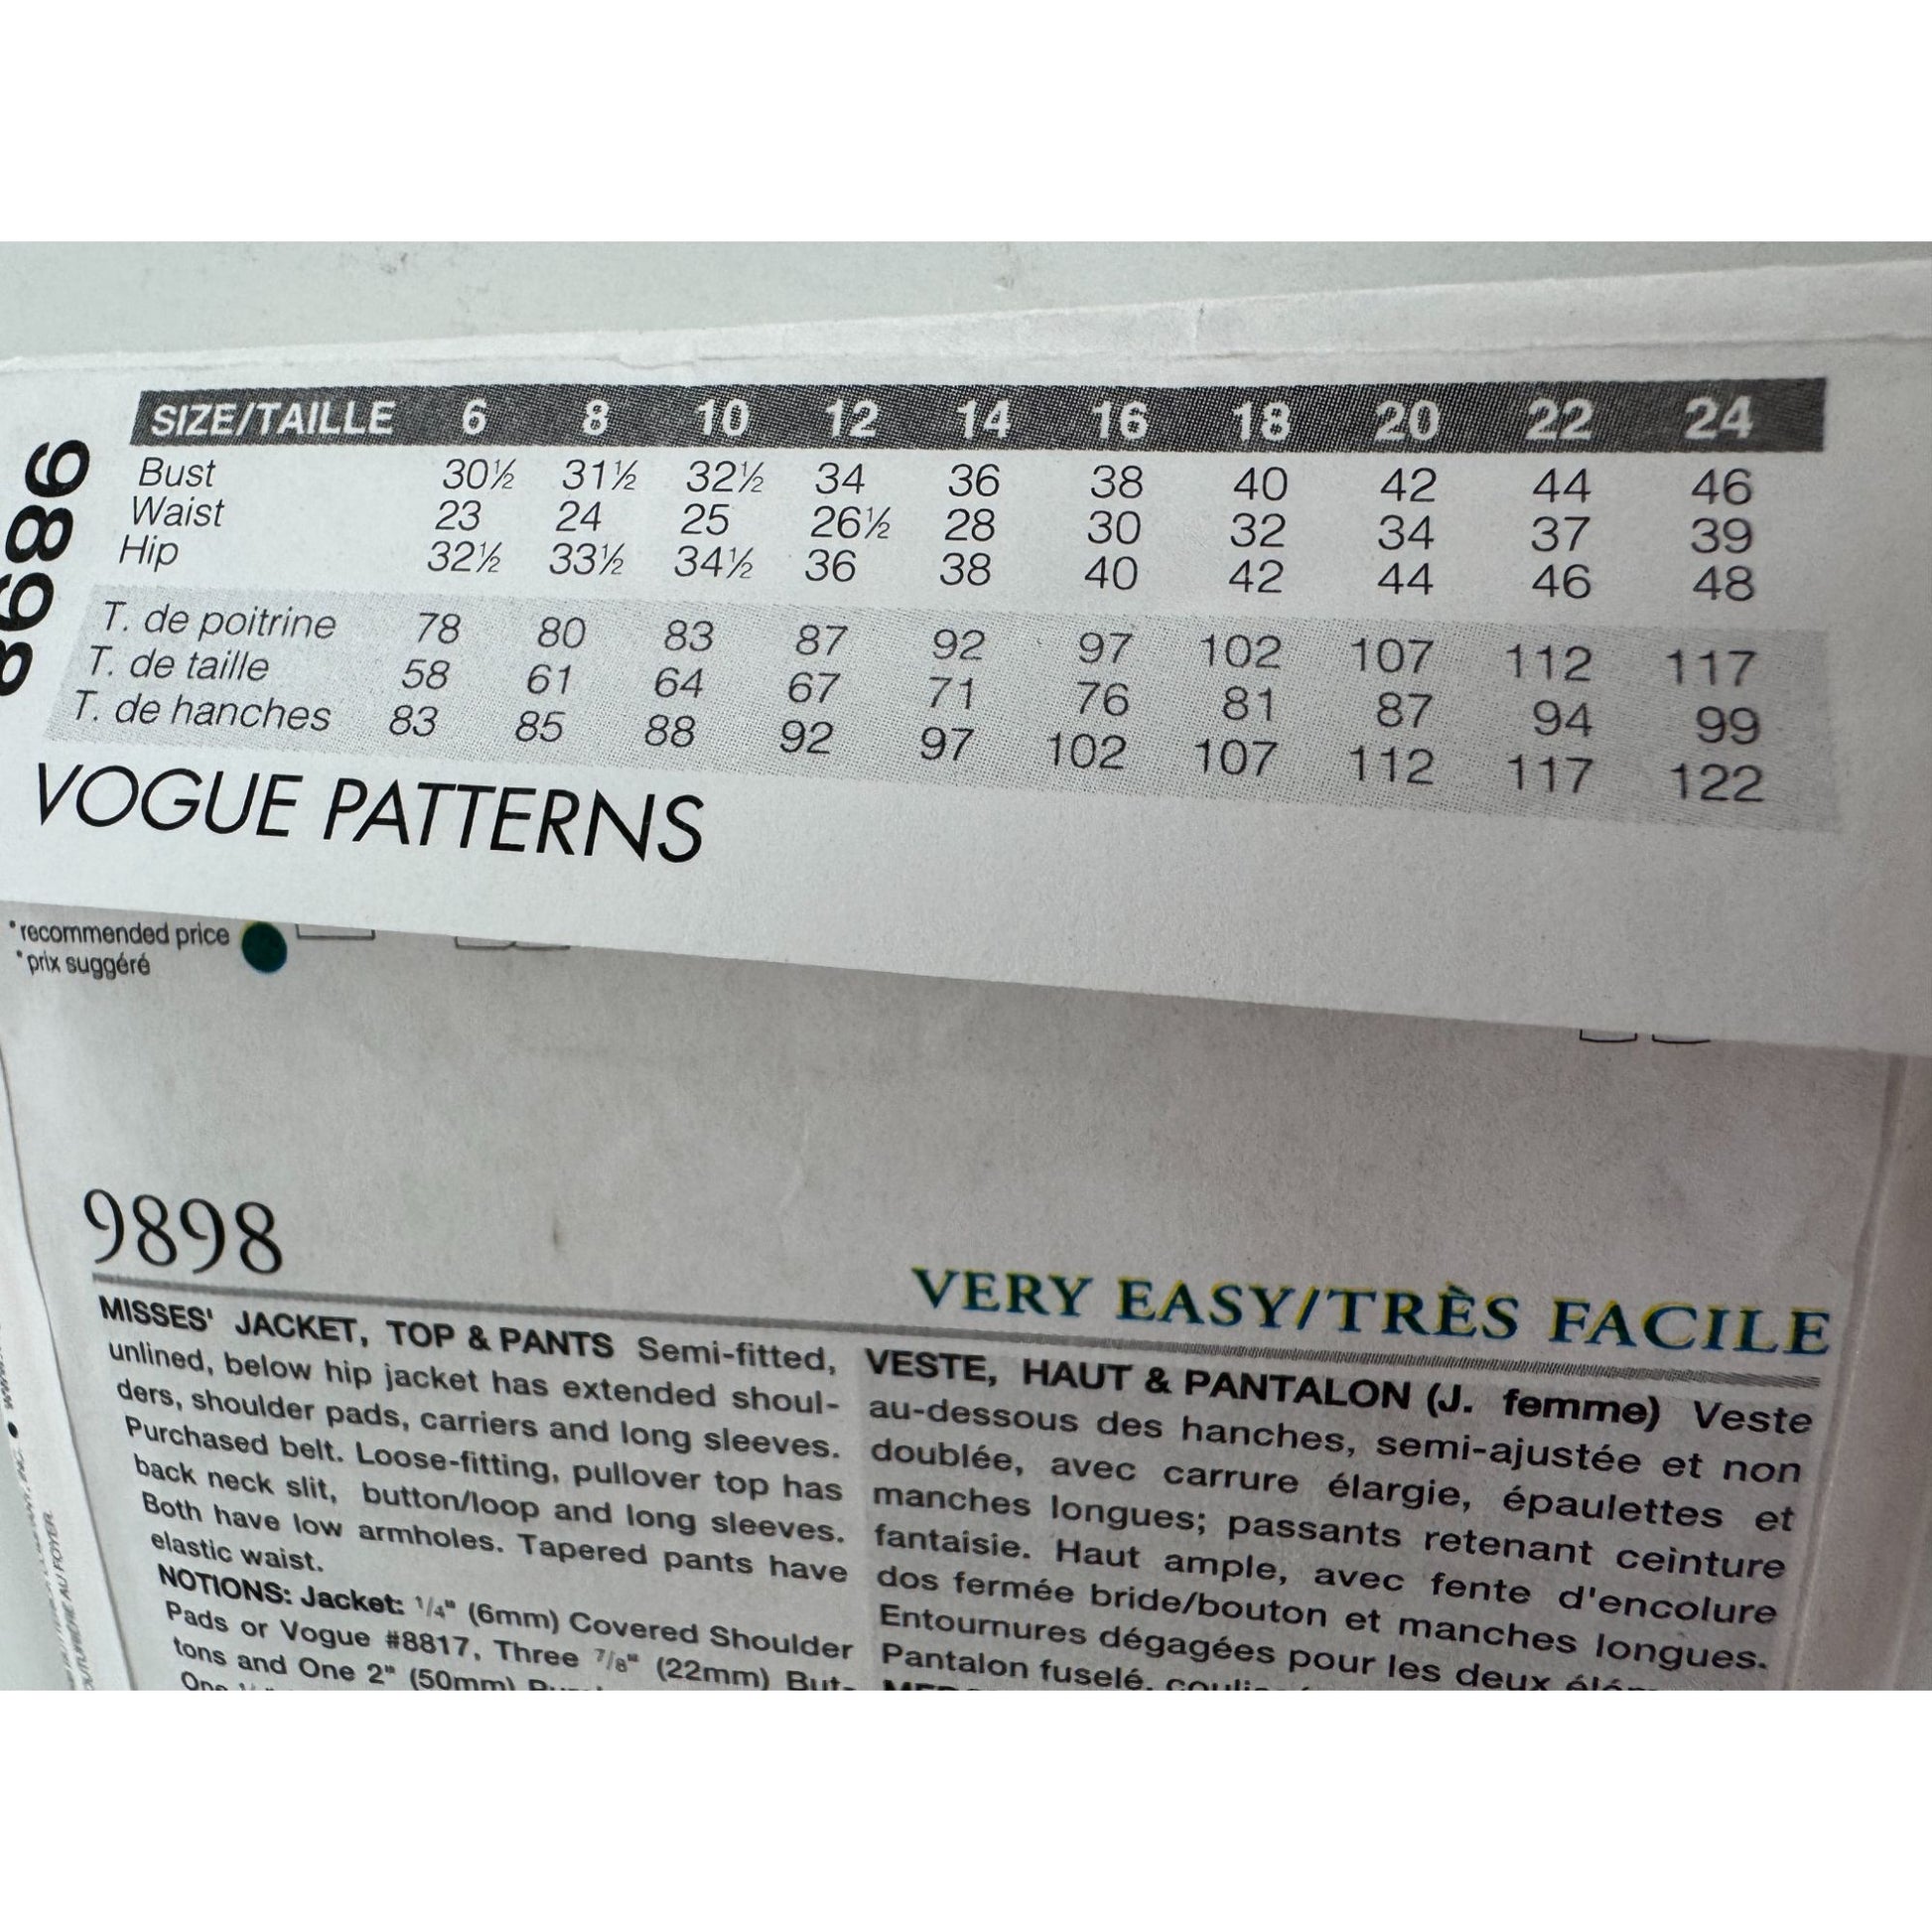 SIZE/TAILLE 6 8 10 12 14 16 18 20 22 24
Bust 30½ 31½ 32½ 34 36 38 40 42 44 46
Waist 23 24 25 26½ 28 30 32 34 37 39
Hip 32½ 33½ 34½ 36 38 40 42 44 46 48
T. de poitrine 78 80 83 87 92 97 102 107 112 117
T. de taille 58 61 64 67 71 76 81 87 94 99
T. de hanches 83 85 88 92 97 102 107 112 117 122
VOGUE PATTERNS
*recommended price
*prix suggéré
9898
VERY EASY/TRÈS FACILE
MISSES' JACKET, TOP & PANTS Semi-fitted,
unlined, below hip jacket has extended shoul-
ders, shoulder pads, carriers and long sleeves.
Purchased belt. Loose-fitting, pullover top has
back neck slit, button/loop and long sleeves.
Both have low armholes. Tapered pants have
elastic waist.
NOTIONS: Jacket: 1/4" (6mm) Covered Shoulder
Pads or Vogue #8817, Three 7/8" (22mm) But-
tons and One 2" (50mm)
One
VESTE, HAUT & PANTALON (J. femme) Veste
au-dessous des hanches, semi-ajustée et non
doublée, avec carrure élargie, épaulettes et
manches longues; passants retenant ceinture
fantaisie. Haut ample, avec fente d'encolure
dos fermée bride/bouton et manches longues.
Entournures dégagées pour les deux
Pantalon fuselé,
AU FOYER